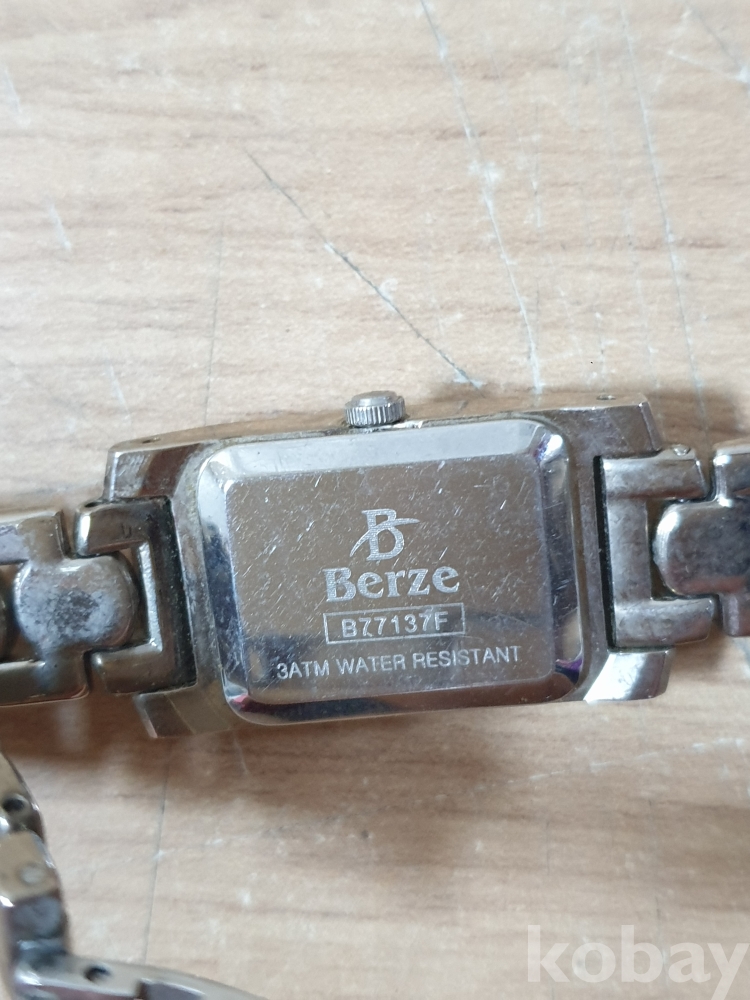 B
Berze
B77137F
3ATM WATER RESISTANT
kobay